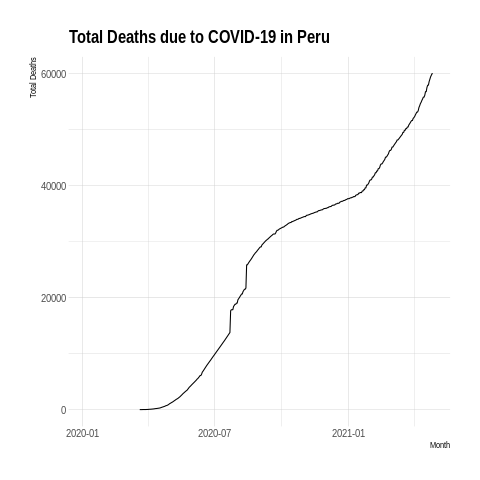 Total Deaths due to COVID-19 in Peru
Total Deaths
60000
40000
20000
0
2020-01
2020-07
2021-01
Month